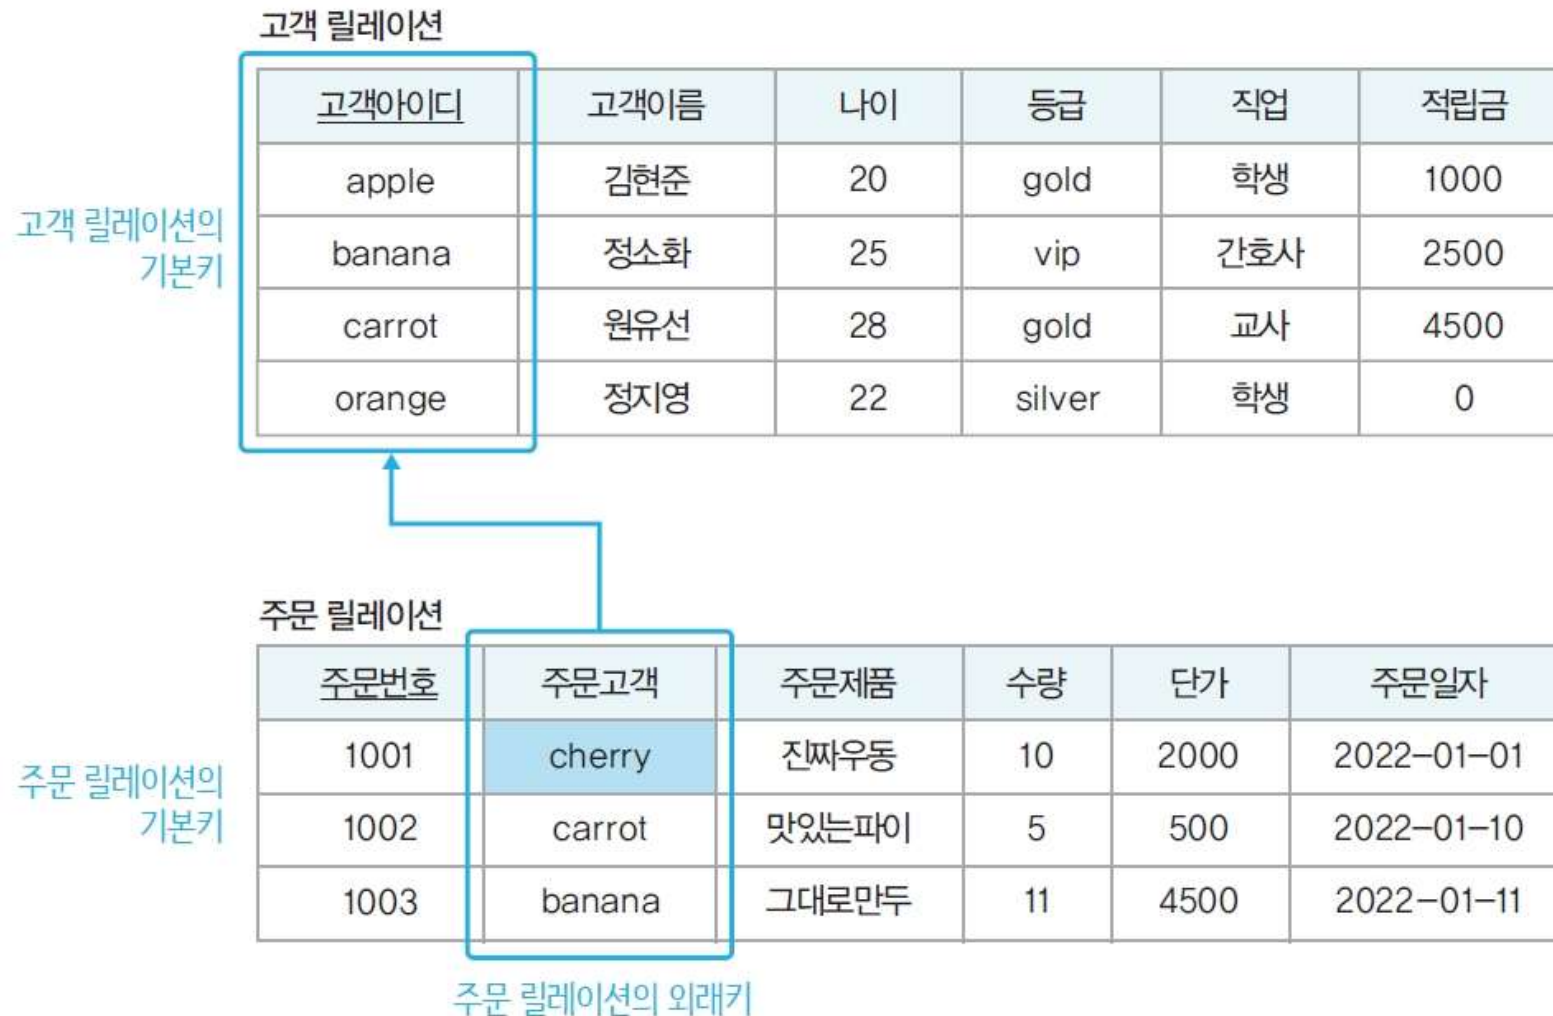 고객 릴레이션
고객아이디 고객이름 나이 등급 직업 적립금
apple 김현준 20 gold 학생 1000
고객 릴레이션의
기본키
banana 정소화 25 vip 간호사 2500
carrot 원유선 28 gold 교사 4500
orange 정지영 22 silver 학생 0
주문 릴레이션
주문번호 주문고객 주문제품 수량 단가 주문일자
1001 cherry 진짜우동 10 2000 2022-01-01
주문 릴레이션의
기본키
1002 carrot 맛있는파이 5 500 2022-01-10
1003 banana 그대로만두 11 4500 2022-01-11
주문 릴레이션의 외래키